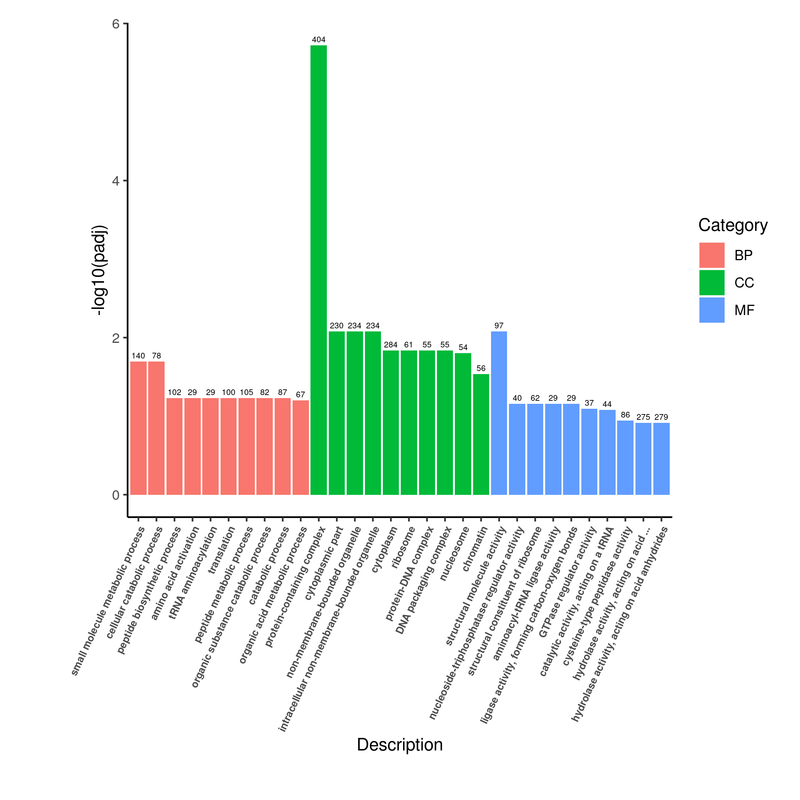 6
4
2
0
-log10(padj)
140 78 102 29 29 100 105 82 87 67 404 230 234 234 284 61 55 55 54 56 97 40 62 29 29 37 44 86 275 279
small molecule metabolic process
cellular catabolic process
peptide biosynthetic process
amino acid activation
tRNA aminoacylation
translation
peptide metabolic process
organic substance catabolic process
catabolic process
organic acid metabolic process
protein-containing complex
cytoplasmic part
non-membrane-bounded organelle
intracellular non-membrane-bounded organelle
cytoplasm
ribosome
protein-DNA complex
DNA packaging complex
nucleosome
chromatin
structural molecule activity
nucleoside-triphosphatase regulator activity
structural constituent of ribosome
aminoacyl-tRNA ligase activity
ligase activity, forming carbon-oxygen bonds
GTPase regulator activity
catalytic activity, acting on a tRNA
cysteine-type peptidase activity
hydrolase activity, acting on acid ...
hydrolase activity, acting on acid anhydrides
Description
Category
BP
CC
MF